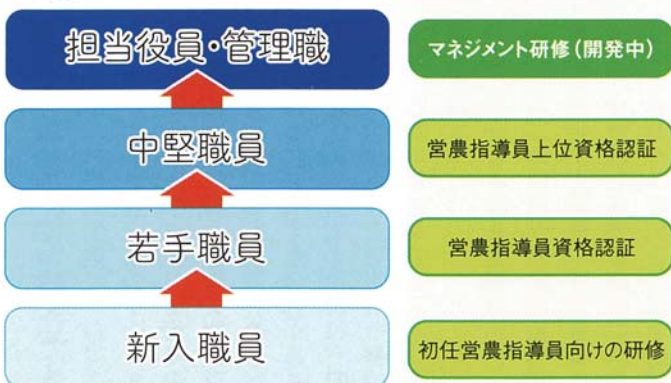 担当役員・管理職
マネジメント研修(開発中)
中堅職員
営農指導員上位資格認証
若手職員
営農指導員資格認証
新入職員
初任営農指導員向けの研修